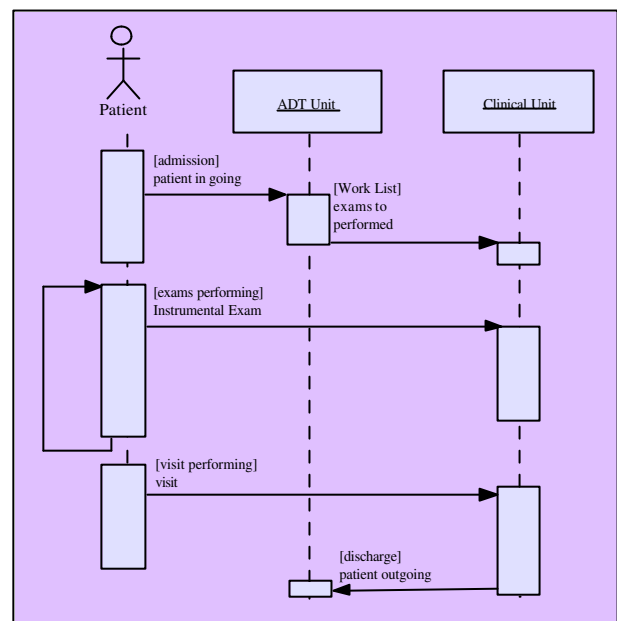 Patient
ADT Unit
Clinical Unit
[admission]
patient in going
[Work List]
exams to
performed
[exams performing]
Instrumental Exam
[visit performing]
visit
[discharge]
patient outgoing